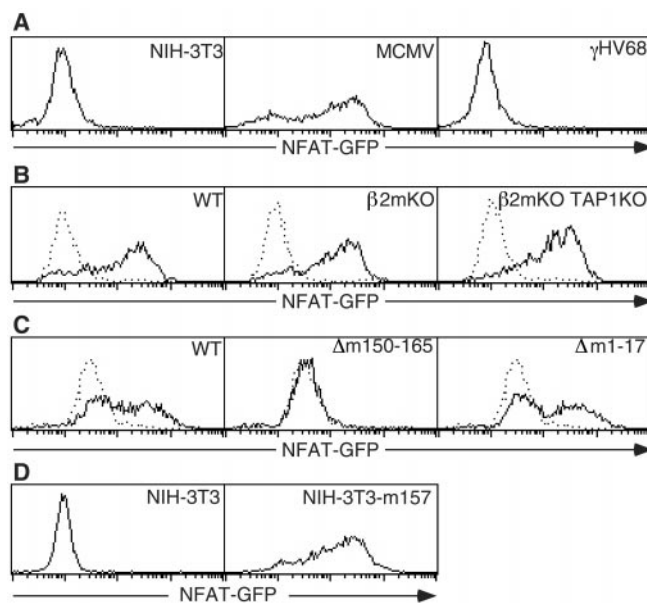 A
NIH-3T3
MCMV
γHV68
NFAT-GFP
B
WT
β2mKO
β2mKO TAP1KO
NFAT-GFP
C
WT
Δm150-165
Δm1-17
NFAT-GFP
D
NIH-3T3
NIH-3T3-m157
NFAT-GFP